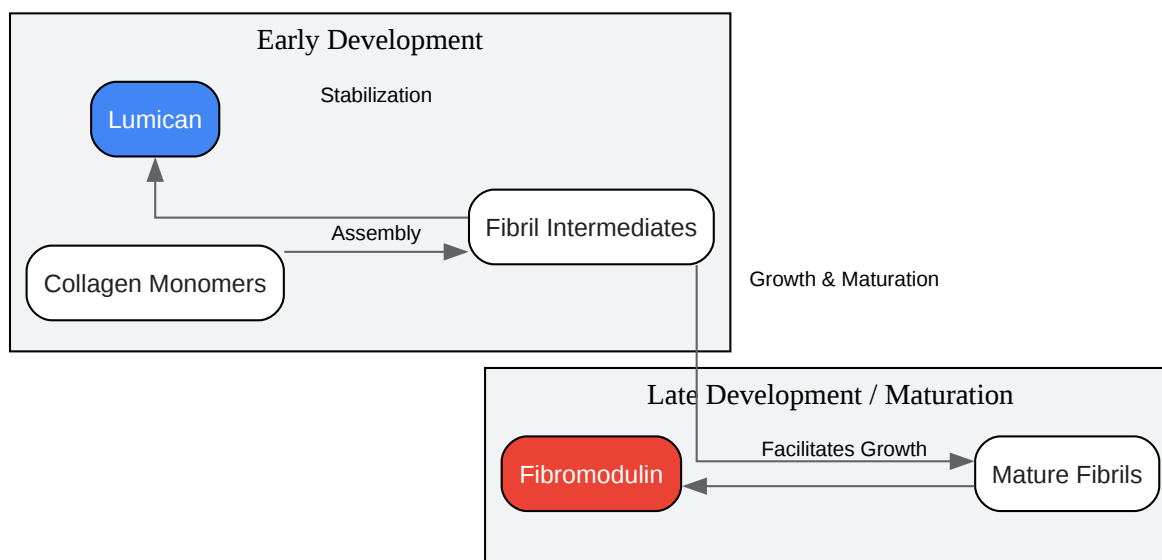 Early Development
Stabilization
Lumican
Fibril Intermediates
Assembly
Collagen Monomers
Growth & Maturation
Late Development / Maturation
Facilitates Growth
Fibromodulin
Mature Fibrils